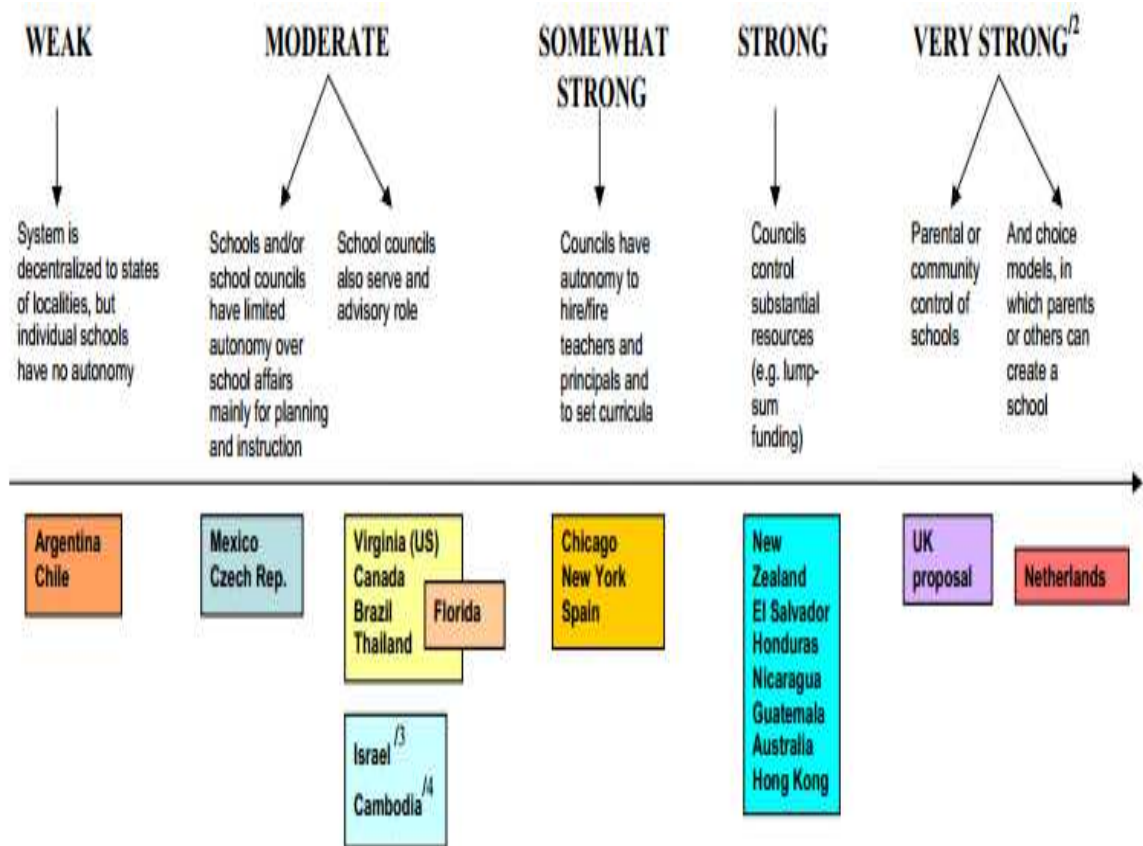 WEAK
MODERATE
SOMEWHAT
STRONG
STRONG
VERY STRONG/2
System is
decentralized to states
of localities, but
individual schools
have no autonomy
Schools and/or
school councils
have limited
autonomy over
school affairs
mainly for planning
and instruction
School councils
also serve and
advisory role
Councils have
autonomy to
hire/fire
teachers and
principals and
to set curricula
Councils
control
substantial
resources
(e.g. lump-
sum
funding)
Parental or
community
control of
schools
And choice
models, in
which parents
or others can
create a
school
Argentina
Chile
Mexico
Czech Rep.
Virginia (US)
Canada
Brazil
Thailand
Florida
Israel /3
Cambodia /4
Chicago
New York
Spain
New
Zealand
El Salvador
Honduras
Nicaragua
Guatemala
Australia
Hong Kong
UK
proposal
Netherlands